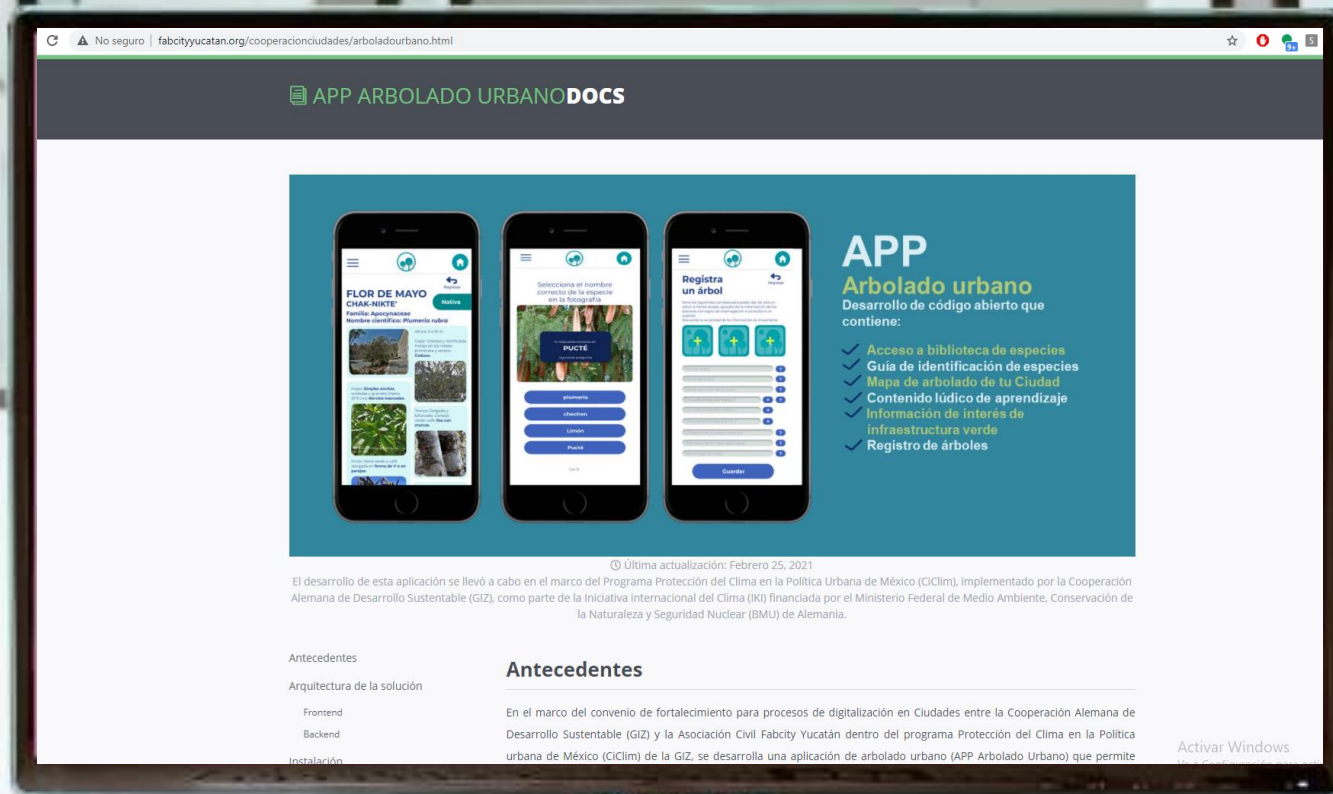 No seguro | fabcityyucatan.org/cooperacionciudades/arboladourbano.html
APP ARBOLADO URBANODOCS
FLOR DE MAYO
CHAK-NIKTE'
Familia: Apocynaceae
Nombre científico: Plumeria rubra
Regresar
Nativa
Selecciona el nombre
correcto de la especie
en la fotografía
PUCTÉ
plumeria
chechen
Limón
Pucté
Registra
un árbol
Regresar
Guardar
APP
Arbolado urbano
Desarrollo de código abierto que
contiene:
Acceso a biblioteca de especies
Guía de identificación de especies
Mapa de arbolado de tu Ciudad
Contenido lúdico de aprendizaje
Información de interés de
infraestructura verde
Registro de árboles
Última actualización: Febrero 25, 2021
El desarrollo de esta aplicación se llevó a cabo en el marco del Programa Protección del Clima en la Política Urbana de México (CiClim), implementado por la Cooperación
Alemana de Desarrollo Sustentable (GIZ), como parte de la Iniciativa internacional del Clima (IKI) financiada por el Ministerio Federal de Medio Ambiente, Conservación de
la Naturaleza y Seguridad Nuclear (BMU) de Alemania.
Antecedentes
Arquitectura de la solución
Frontend
Backend
Instalación
Antecedentes
En el marco del convenio de fortalecimiento para procesos de digitalización en Ciudades entre la Cooperación Alemana de
Desarrollo Sustentable (GIZ) y la Asociación Civil Fabcity Yucatán dentro del programa Protección del Clima en la Política
urbana de México (CiClim) de la GIZ, se desarrolla una aplicación de arbolado urbano (APP Arbolado Urbano) que permite
Activar Windows